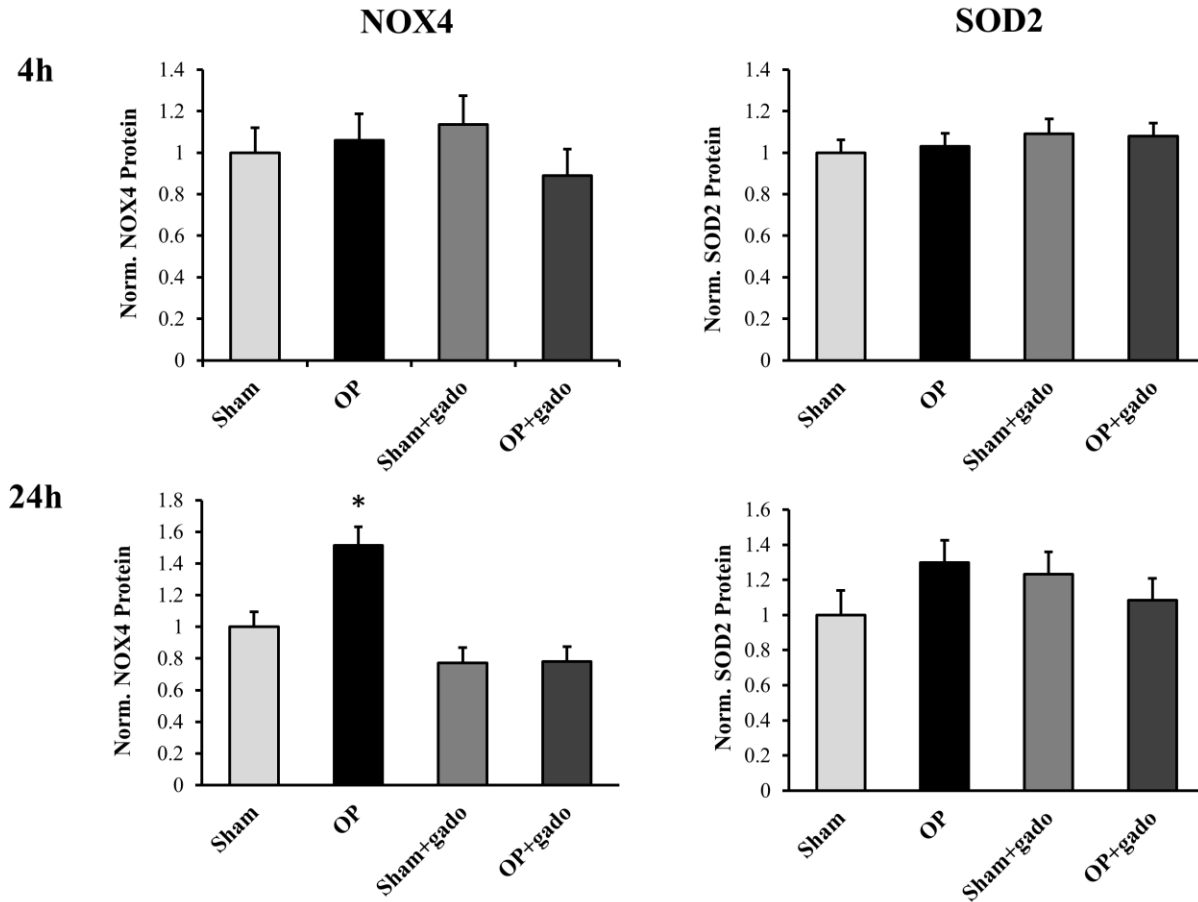 NOX4
SOD2
4h
Norm. NOX4 Protein
1.4
1.2
1
0.8
0.6
0.4
0.2
0
Sham
OP
Sham+gado
OP+gado
Norm. SOD2 Protein
1.4
1.2
1
0.8
0.6
0.4
0.2
0
Sham
OP
Sham+gado
OP+gado
24h
Norm. NOX4 Protein
1.8
1.6
1.4
1.2
1
0.8
0.6
0.4
0.2
0
*
Sham
OP
Sham+gado
OP+gado
Norm. SOD2 Protein
1.6
1.4
1.2
1
0.8
0.6
0.4
0.2
0
Sham
OP
Sham+gado
OP+gado